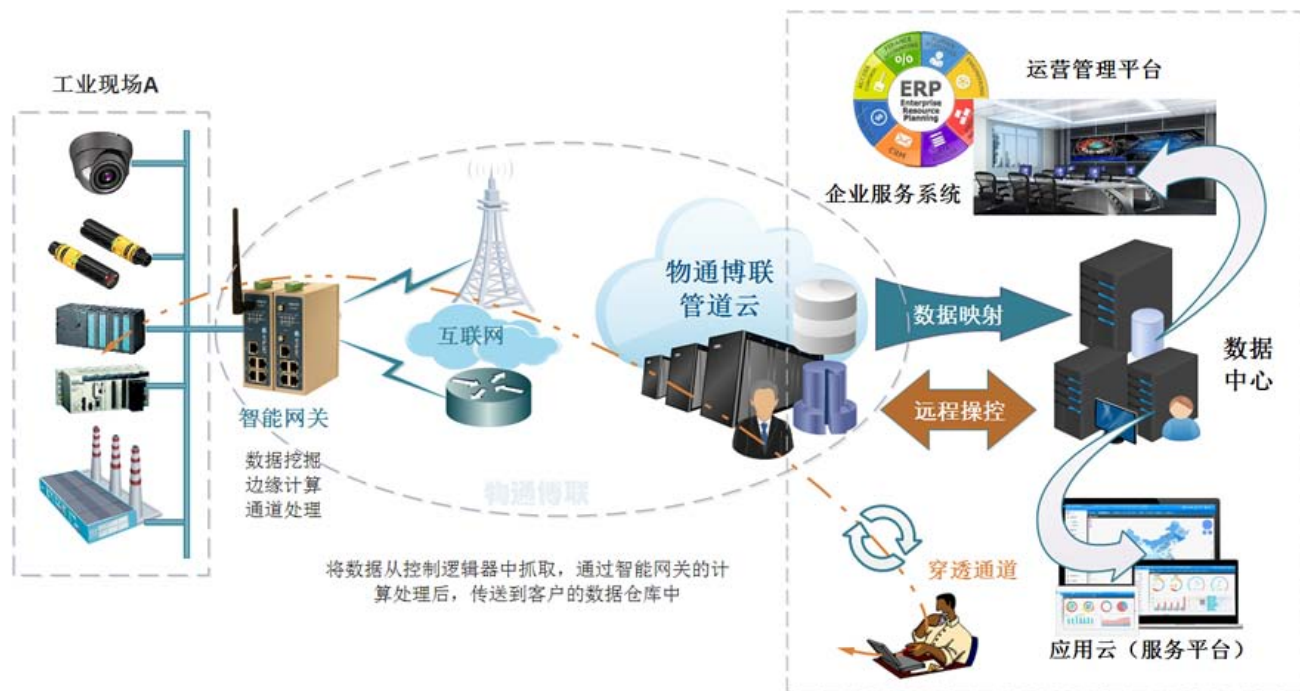 工业现场A
智能网关
数据挖掘
边缘计算
通道处理
互联网
物通博联
管道云
物通博联
将数据从控制逻辑器中抓取，通过智能网关的计
算处理后，传送到客户的数据仓库中
ERP
Enterprise
Resource
Planning
CRM
运营管理平台
企业服务系统
数据映射
远程操控
数据
中心
穿透通道
应用云（服务平台）